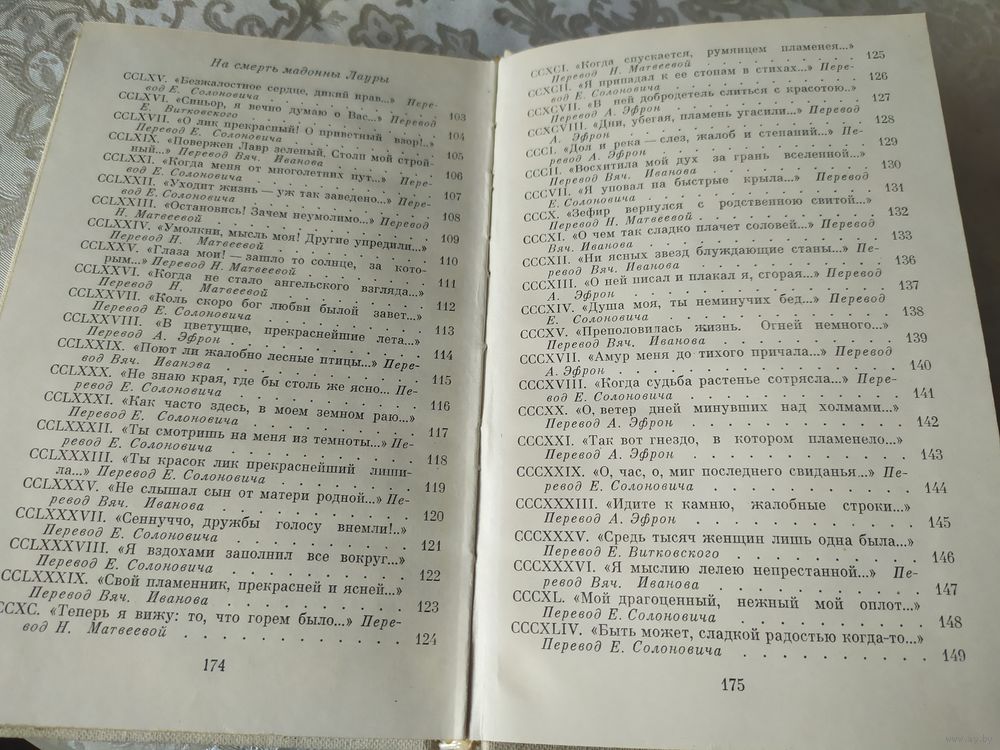 На смерть мадонны Лауры
CCLXV. «Безжалостное сердце, дикий нрав...» Пере-
вод Е. Солоновича . . . 103
CCLXVI. «Синьор, я вечно думаю о Вас...» Перевод
Е. Витковского . . . 104
CCLXVII. «О лик прекрасный! О приветный взор!..»
Перевод Е. Солоновича . . . 105
CCLXIX. «Повержен Лавр зеленый. Столп мой строй-
ный...» Перевод Вяч. Иванова . . . 106
CCLXXI. «Когда меня от многолетних пут...» Пере-
вод Е. Солоновича . . . 107
CCLXXII. «Уходит жизнь — уж так заведено...» Пере-
вод Е. Солоновича . . . 108
CCLXXIII. «Остановись! Зачем неумолимо...» Перевод
Н. Матвеевой . . . 109
CCLXXIV. «Умолкни, мысль моя! Другие упредили...»
Перевод Н. Матвеевой . . . 110
CCLXXV. «Глаза мои! — зашло то солнце, за кото-
рым...» Перевод Н. Матвеевой . . . 111
CCLXXVI. «Когда не стало ангельского взгляда...»
Перевод Н. Матвеевой . . . 112
CCLXXVII. «Коль скоро бог любви былой завет...»
Перевод Е. Солоновича . . . 113
CCLXXVIII. «В цветущие, прекраснейшие лета...»
Перевод А. Эфрон . . . 114
CCLXXIX. «Поют ли жалобно лесные птицы...» Пере-
вод Вяч. Иванова . . . 115
CCLXXX. «Не знаю края, где бы столь же ясно... Пе-
ревод Е. Солоновича . . . 116
CCLXXXI. «Как часто здесь, в моем земном раю...»
Перевод Е. Солоновича . . . 117
CCLXXXII. «Ты смотришь на меня из темноты...» Пе-
ревод Е. Солоновича . . . 118
CCLXXXIII. «Ты красок лик прекраснейший лиши-
ла...» Перевод Е. Солоновича . . . 119
CCLXXXV. «Не слышал сын от матери родной...» Пе-
ревод Вяч. Иванова . . . 120
CCLXXXVII. «Сеннуччо, дружбы голосу внемли!..»
Перевод Е. Солоновича . . . 121
CCLXXXVIII. «Я вздохами заполнил все вокруг...»
Перевод Е. Солоновича . . . 122
CCLXXXIX. «Свой пламенник, прекрасней и ясней...»
Перевод Вяч. Иванова . . . 123
CCXC. «Теперь я вижу: то, что горем было...» Пере-
вод Н. Матвеевой . . . 124
174
CCXCI. «Когда спускается, румянцем пламенея...»
Перевод Н. Матвеевой . . . 125
CCXCII. «Я припадал к ее стопам в стихах...» Пере-
вод Е. Солоновича . . . 126
CCXCVII. «В ней добродетель слиться с красотою..»
Перевод А. Эфрон . . . 127
CCXCVIII. «Дни, убегая, пламень угасили...» Перевод
А. Эфрон . . . 128
CCCI. «Дол и река — слез, жалоб и стенаний...» Пе-
ревод А. Эфрон . . . 129
CCCII. «Восхитила мой дух за грань вселенной...»
Перевод Вяч. Иванова . . . 130
CCCVII. «Я уповал на быстрые крыла...» Перевод
Е. Солоновича . . . 131
CCCX. «Зефир вернулся с родственною свитой...»
Перевод Н. Матвеевой . . . 132
CCCXI. «О чем так сладко плачет соловей...» Перевод
Вяч. Иванова . . . 133
CCCXII. «Ни ясных звезд блуждающие станы...» Пе-
ревод Вяч. Иванова . . . 136
CCCXIII. «О ней писал и плакал я, сгорая...» Перевод
А. Эфрон . . . 137
CCCXIV. «Душа моя, ты неминучих бед...» Перевод
Е. Солоновича . . . 138
CCCXV. «Преполовилась жизнь. Огней немного...»
Перевод Вяч. Иванова . . . 139
CCCXVII. «Амур меня до тихого причала...» Перевод
А. Эфрон . . . 140
CCCXVIII. «Когда судьба растенье сотрясла...» Пере-
вод Е. Солоновича . . . 141
CCCXX. «О, ветер дней минувших над холмами...»
Перевод А. Эфрон . . . 142
CCCXXI. «Так вот гнездо, в котором пламенело...»
Перевод А. Эфрон . . . 143
CCCXXIX. «О, час, о, миг последнего свиданья...» Пе-
ревод Е. Солоновича . . . 144
CCCXXXIII. «Идите к камню, жалобные строки...»
Перевод А. Эфрон . . . 145
CCCXXXV. «Средь тысяч женщин лишь одна была...»
Перевод Е. Витковского . . . 146
CCCXXXVI. «Я мыслию лелею непрестанной...» Пе-
ревод Вяч. Иванова . . . 147
CCCXL. «Мой драгоценный, нежный мой оплот...»
Перевод Е. Солоновича . . . 148
CCCXLIV. «Быть может, сладкой радостью когда-то...»
Перевод Е. Солоновича . . . 149
175